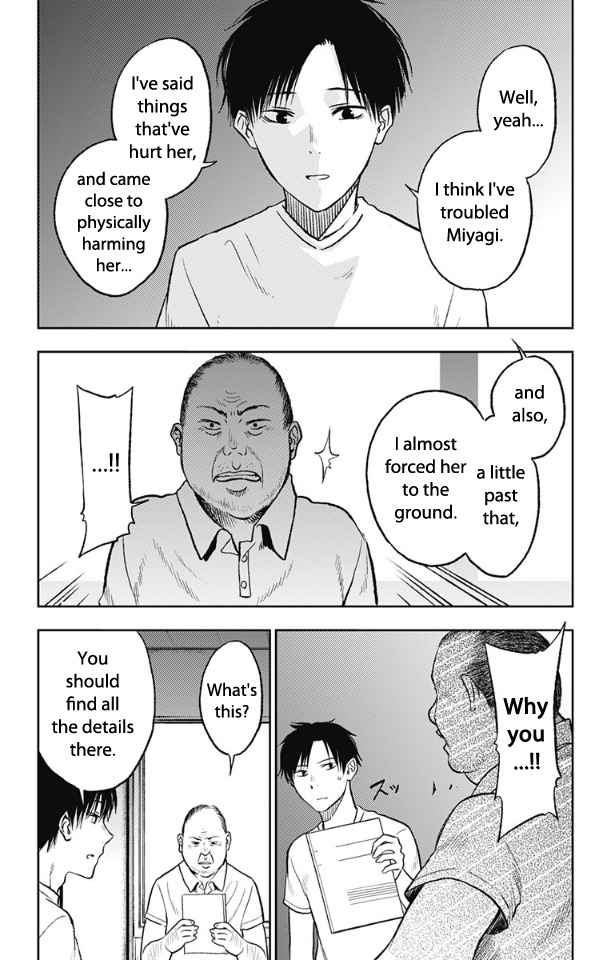 Well,
yeah...
I think I've
troubled
Miyagi.
I've said
things
that've
hurt her,
and came
close to
physically
harming
her...
and
also,
a little
past
that,
I almost
forced her
to the
ground.
...!!
Why
you
...!!
スッ
What's
this?
You
should
find all
the details
there.